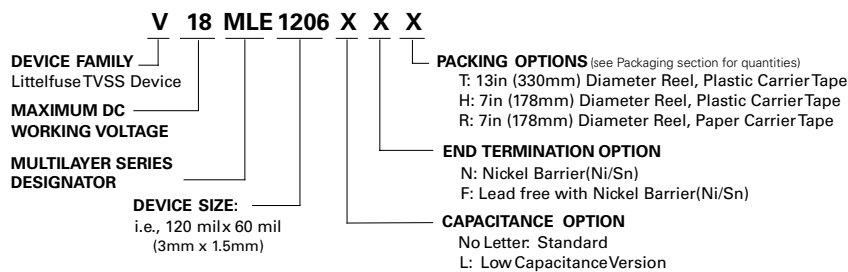 V 18 MLE 1206 X X X
DEVICE FAMILY
Littelfuse TVSS Device
MAXIMUM DC
WORKING VOLTAGE
MULTILAYER SERIES
DESIGNATOR
DEVICE SIZE:
i.e., 120 mil x 60 mil
(3mm x 1.5mm)
PACKING OPTIONS (see Packaging section for quantities)
T: 13in (330mm) Diameter Reel, Plastic Carrier Tape
H: 7in (178mm) Diameter Reel, Plastic Carrier Tape
R: 7in (178mm) Diameter Reel, Paper Carrier Tape
END TERMINATION OPTION
N: Nickel Barrier(Ni/Sn)
F: Lead free with Nickel Barrier(Ni/Sn)
CAPACITANCE OPTION
No Letter: Standard
L: Low Capacitance Version